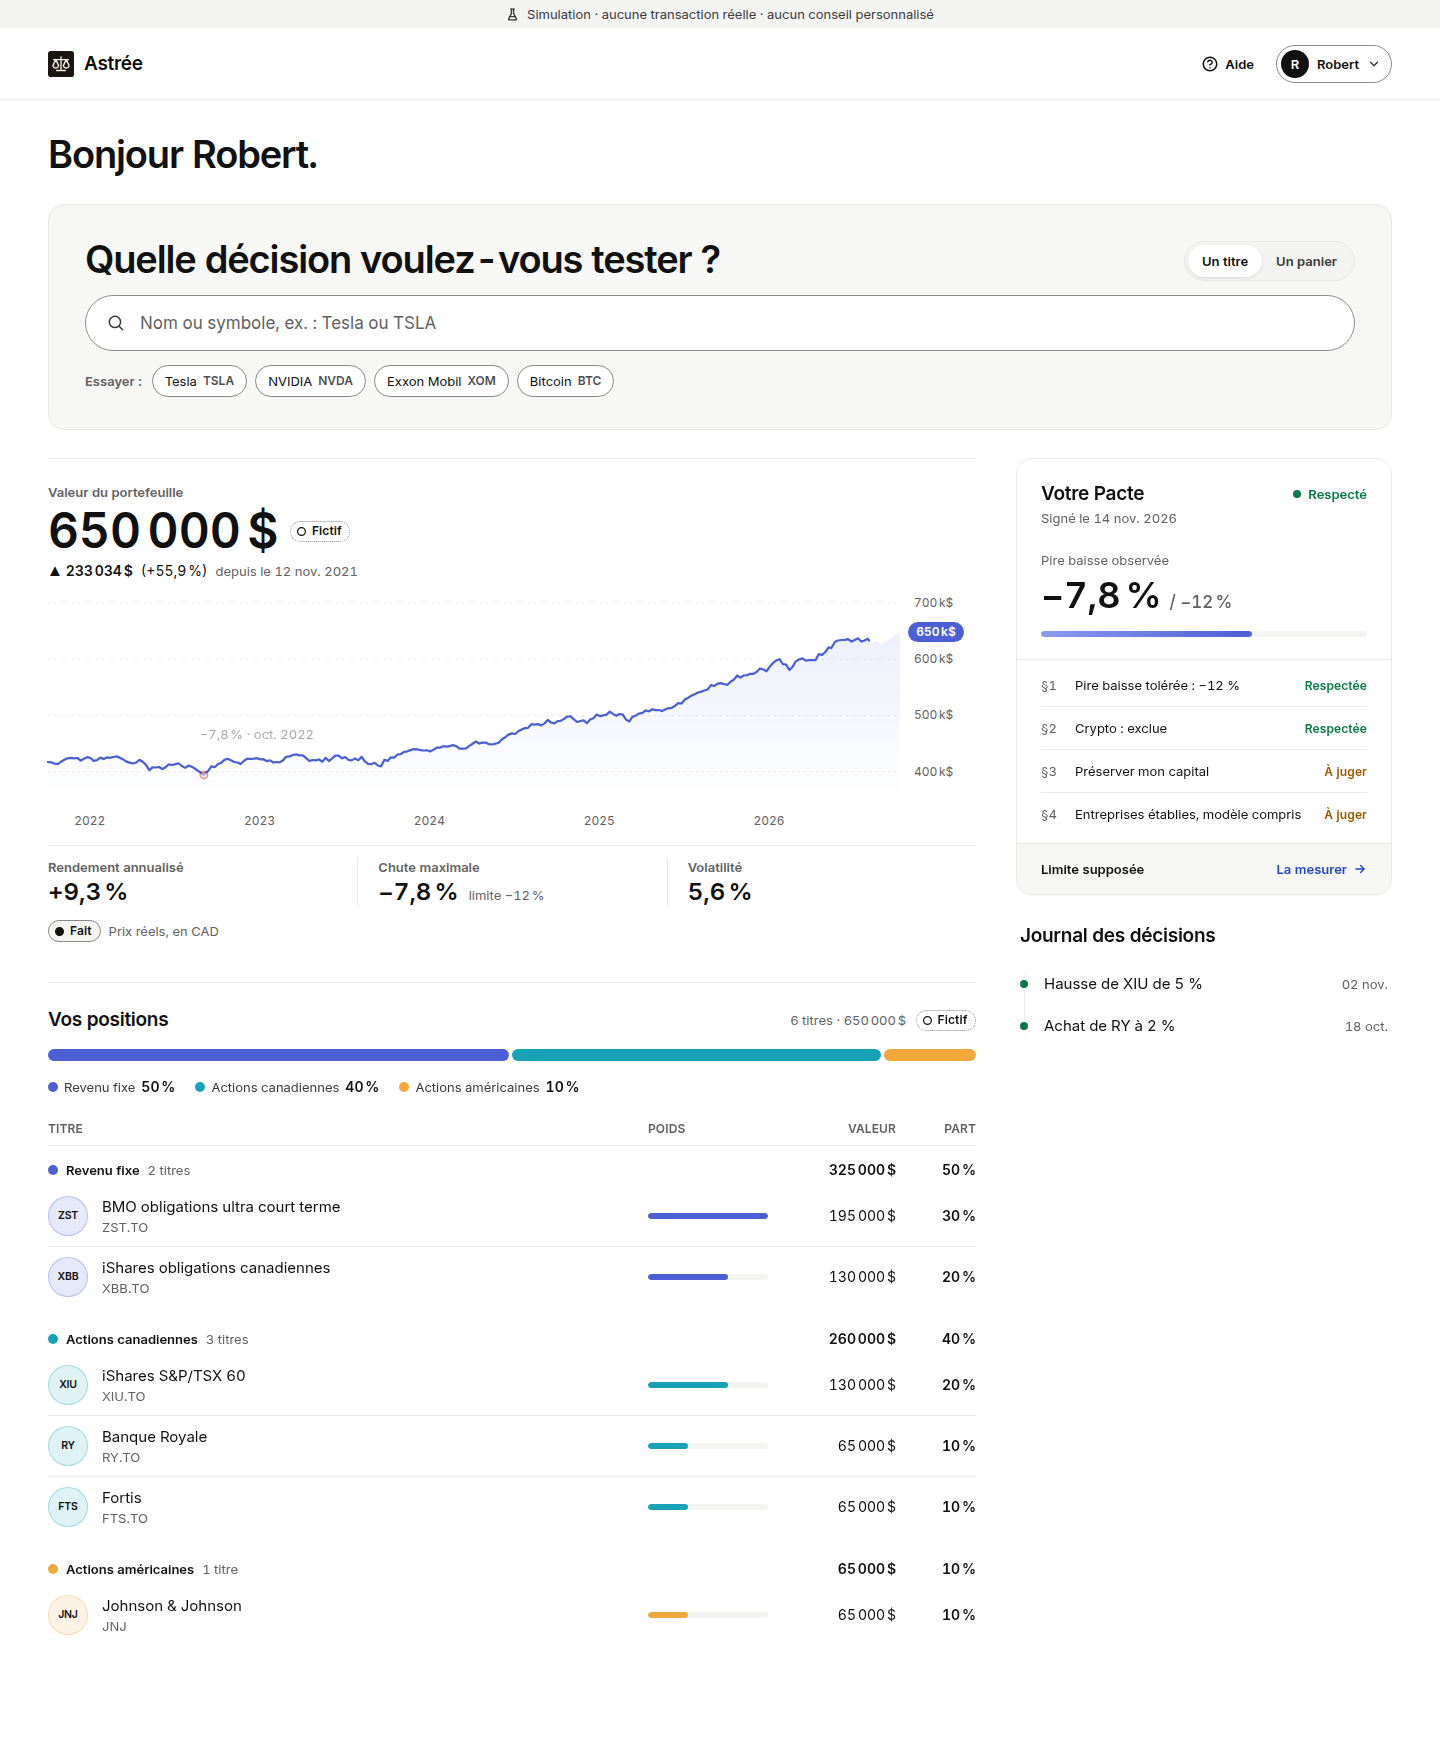 Simulation · aucune transaction réelle · aucun conseil personnalisé
Astrée
Aide
R Robert
Bonjour Robert.
Quelle décision voulez-vous tester ?
Un titre Un panier
Nom ou symbole, ex. : Tesla ou TSLA
Essayer : Tesla TSLA NVIDIA NVDA Exxon Mobil XOM Bitcoin BTC
Valeur du portefeuille
650 000 $ Fictif
▲ 233 034 $ (+55,9 %) depuis le 12 nov. 2021
700 k$
650 k$
600 k$
500 k$
400 k$
−7,8 % · oct. 2022
2022 2023 2024 2025 2026
Rendement annualisé
+9,3 %
Chute maximale
−7,8 % limite −12 %
Volatilité
5,6 %
Fait Prix réels, en CAD
Vos positions
6 titres · 650 000 $ Fictif
Revenu fixe 50 % Actions canadiennes 40 % Actions américaines 10 %
TITRE POIDS VALEUR PART
Revenu fixe 2 titres 325 000 $ 50 %
ZST BMO obligations ultra court terme 195 000 $ 30 %
ZST.TO
XBB iShares obligations canadiennes 130 000 $ 20 %
XBB.TO
Actions canadiennes 3 titres 260 000 $ 40 %
XIU iShares S&P/TSX 60 130 000 $ 20 %
XIU.TO
RY Banque Royale 65 000 $ 10 %
RY.TO
FTS Fortis 65 000 $ 10 %
FTS.TO
Actions américaines 1 titre 65 000 $ 10 %
JNJ Johnson & Johnson 65 000 $ 10 %
JNJ
Votre Pacte Respecté
Signé le 14 nov. 2026
Pire baisse observée
−7,8 % / −12 %
§1 Pire baisse tolérée : −12 % Respectée
§2 Crypto : exclue Respectée
§3 Préserver mon capital À juger
§4 Entreprises établies, modèle compris À juger
Limite supposée La mesurer →
Journal des décisions
Hausse de XIU de 5 % 02 nov.
Achat de RY à 2 % 18 oct.